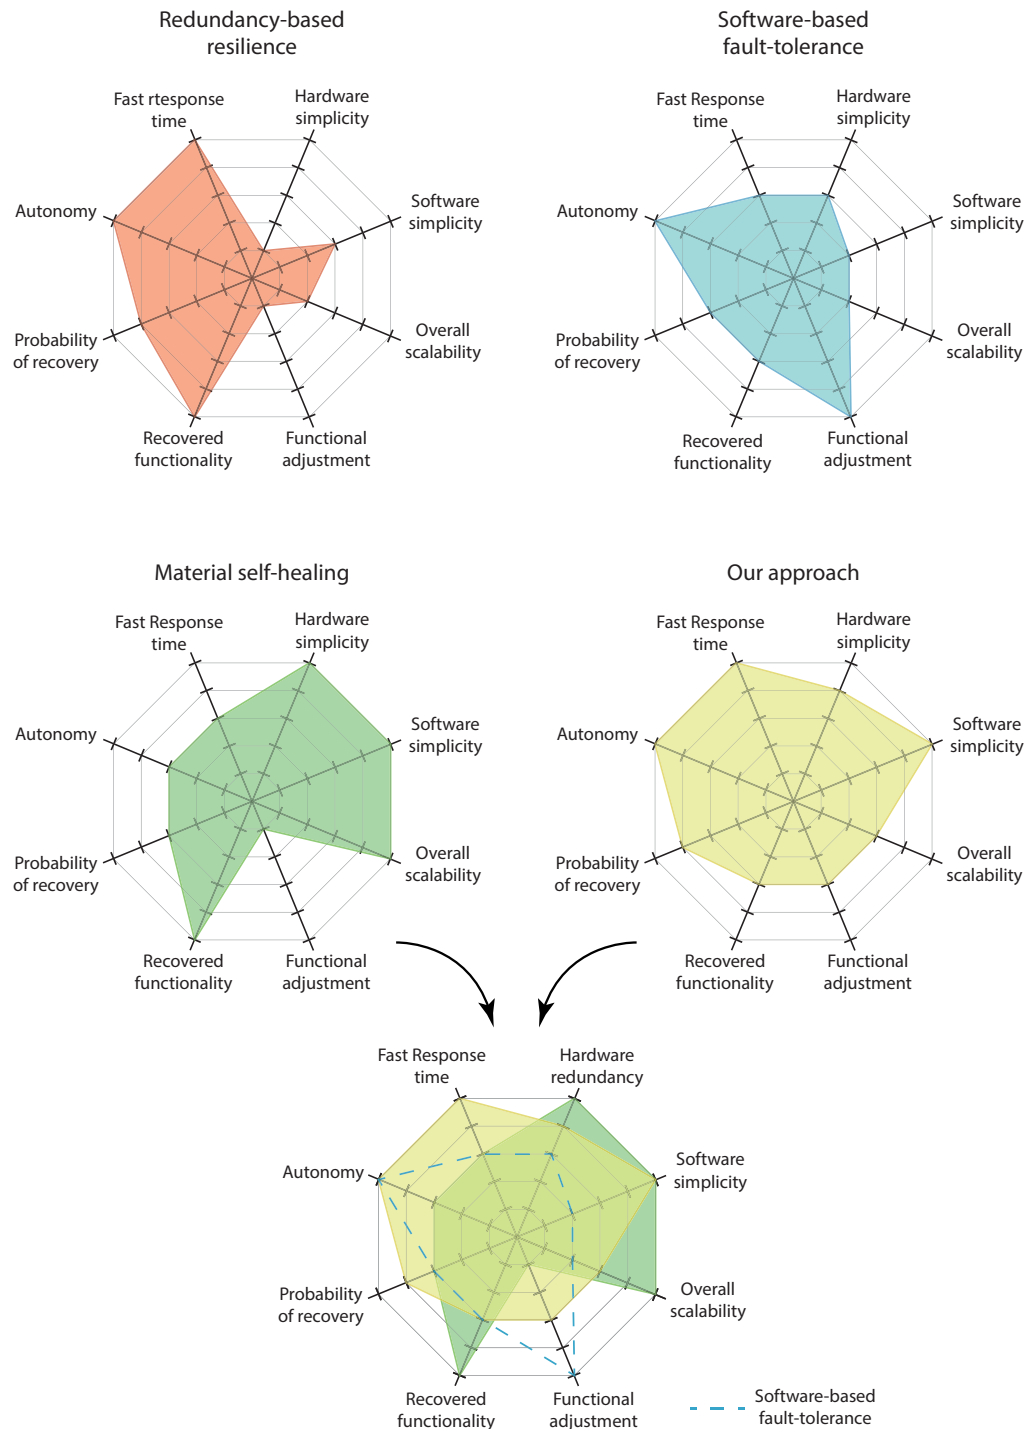 Redundancy-based
resilience
Fast rtesponse
time
Hardware
simplicity
Autonomy
Software
simplicity
Probability
of recovery
Overall
scalability
Recovered
functionality
Functional
adjustment
Software-based
fault-tolerance
Fast Response
time
Hardware
simplicity
Autonomy
Software
simplicity
Probability
of recovery
Overall
scalability
Recovered
functionality
Functional
adjustment
Material self-healing
Fast Response
time
Hardware
simplicity
Autonomy
Software
simplicity
Probability
of recovery
Overall
scalability
Recovered
functionality
Functional
adjustment
Our approach
Fast Response
time
Hardware
simplicity
Autonomy
Software
simplicity
Probability
of recovery
Overall
scalability
Recovered
functionality
Functional
adjustment
Fast Response
time
Hardware
redundancy
Autonomy
Software
simplicity
Probability
of recovery
Overall
scalability
Recovered
functionality
Functional
adjustment
Software-based
fault-tolerance